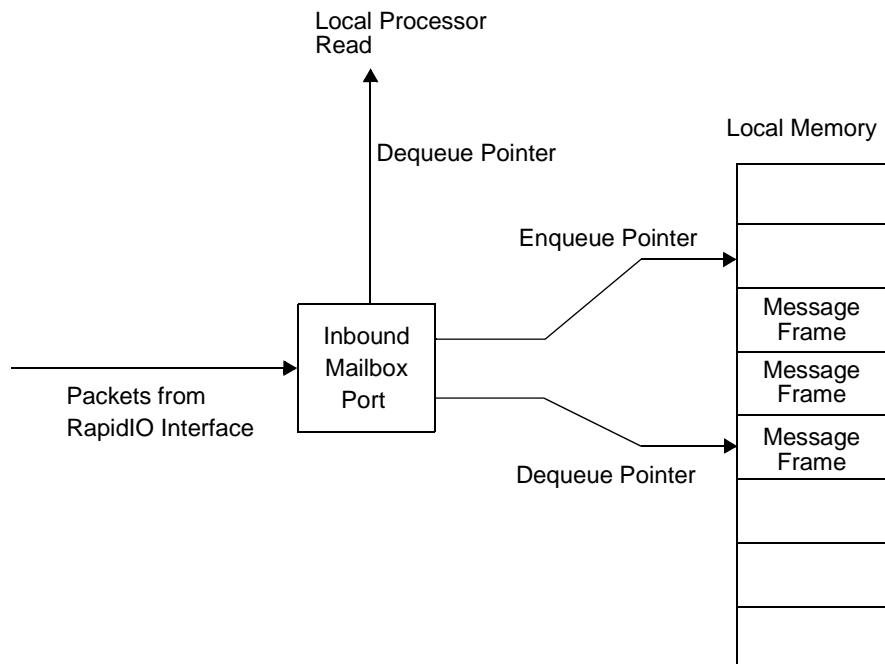 Local Processor
Read
Dequeue Pointer
Local Memory
Enqueue Pointer
Inbound
Mailbox
Port
Packets from
RapidIO Interface
Message
Frame
Message
Frame
Message
Frame
Dequeue Pointer